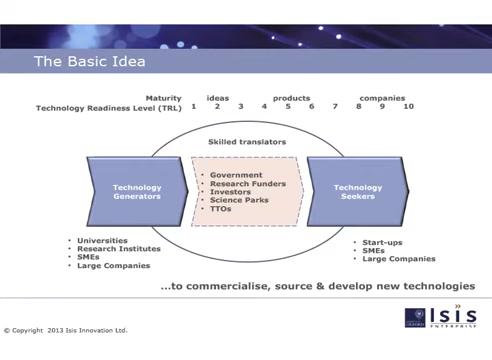 The Basic Idea
Maturity ideas products companies
Technology Readiness Level (TRL) 1 2 3 4 5 6 7 8 9 10
Skilled translators
Technology
Generators
• Government
• Research Funders
• Investors
• Science Parks
• TTOs
Technology
Seekers
• Universities
• Research Institutes
• SMEs
• Large Companies
• Start-ups
• SMEs
• Large Companies
...to commercialise, source & develop new technologies
OXFORD
Isis
ENTERPRISE
© Copyright 2013 Isis Innovation Ltd.